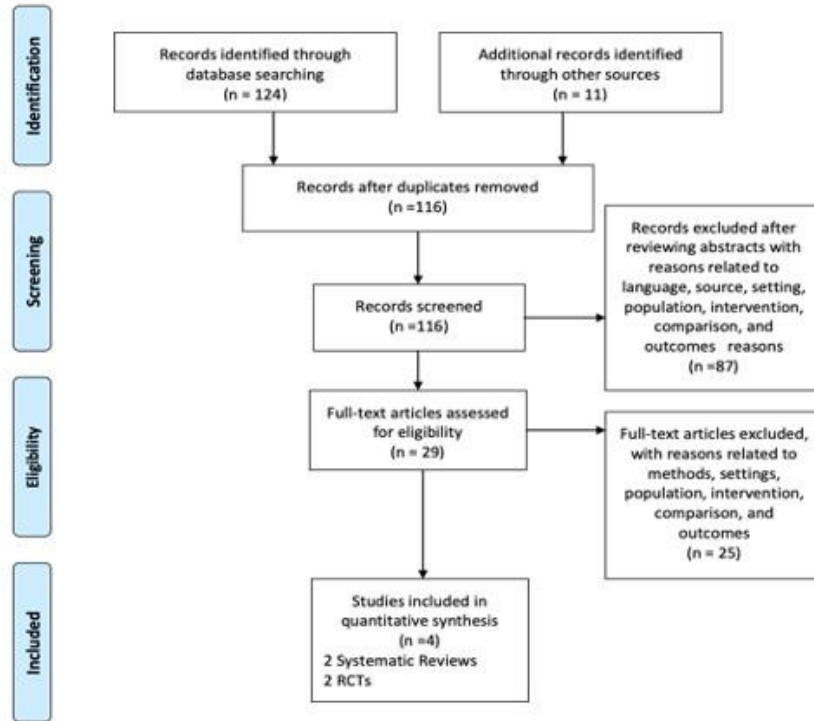 Identification
Records identified through
database searching
(n = 124)
Additional records identified
through other sources
(n = 11)
Records after duplicates removed
(n =116)
Screening
Records screened
(n =116)
Records excluded after
reviewing abstracts with
reasons related to
language, source, setting,
population, intervention,
comparison, and
outcomes reasons
(n =87)
Eligibility
Full-text articles assessed
for eligibility
(n = 29)
Full-text articles excluded,
with reasons related to
methods, settings,
population, intervention,
comparison, and
outcomes
(n = 25)
Included
Studies included in
quantitative synthesis
(n =4)
2 Systematic Reviews
2 RCTs